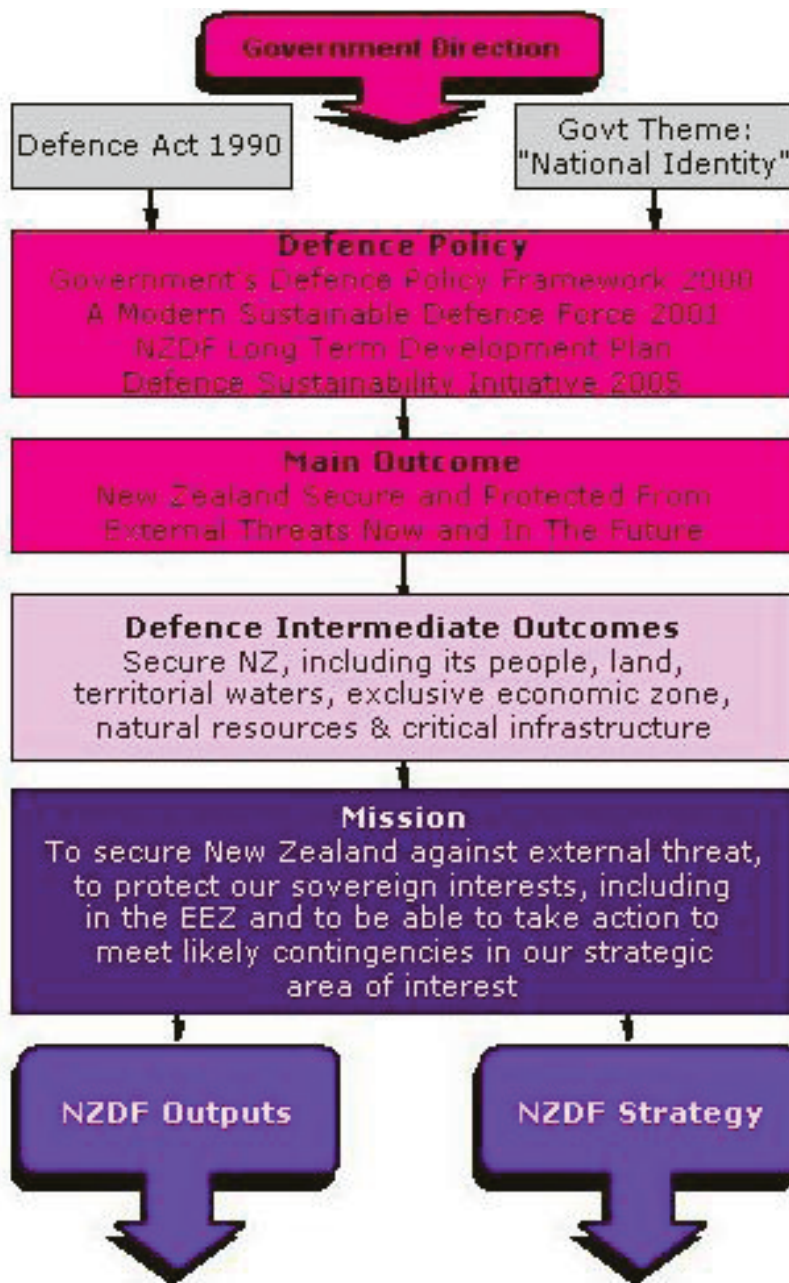 Government Direction
Defence Act 1990
Govt Theme:
"National Identity"
Defence Policy
Government's Defence Policy Framework 2000
A Modern Sustainable Defence Force 2001
NZDF Long Term Development Plan
Defence Sustainability Initiative 2005
Main Outcome
New Zealand Secure and Protected From
External Threats Now and In The Future
Defence Intermediate Outcomes
Secure NZ, including its people, land,
territorial waters, exclusive economic zone,
natural resources & critical infrastructure
Mission
To secure New Zealand against external threat,
to protect our sovereign interests, including
in the EEZ and to be able to take action to
meet likely contingencies in our strategic
area of interest
NZDF Outputs
NZDF Strategy